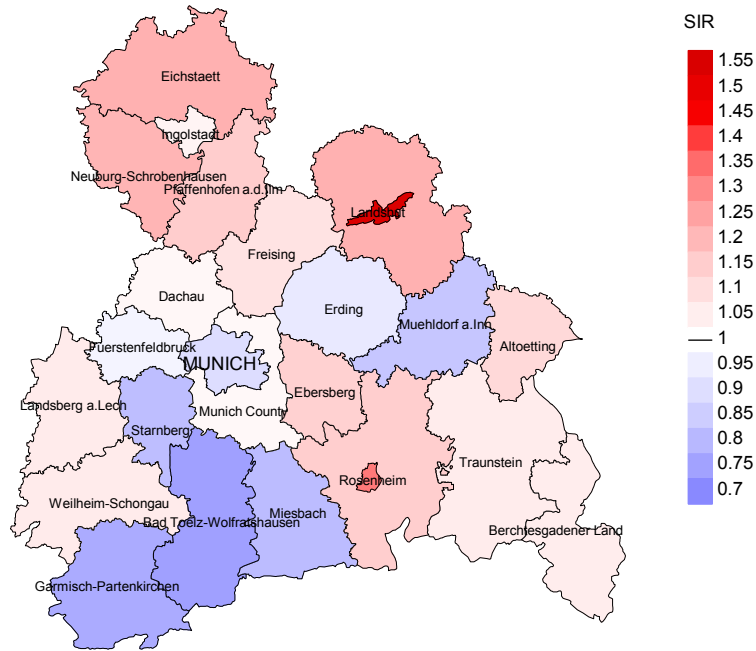 SIR
1.55
1.5
1.45
1.4
1.35
1.3
1.25
1.2
1.15
1.1
1.05
1
0.95
0.9
0.85
0.8
0.75
0.7
Eichstaett
Ingolstadt
Neuburg-Schrobenhausen
Pfaffenhofen a.d.Ilm
Landshut
Freising
Dachau
Erding
Muehldorf a.Inn
Fuerstenfeldbruck
MUNICH
Altoetting
Ebersberg
Landsberg a.Lech
Munich County
Starnberg
Traunstein
Rosenheim
Weilheim-Schongau
Miesbach
Bad Toelz-Wolfratshausen
Berchtesgadener Land
Garmisch-Partenkirchen